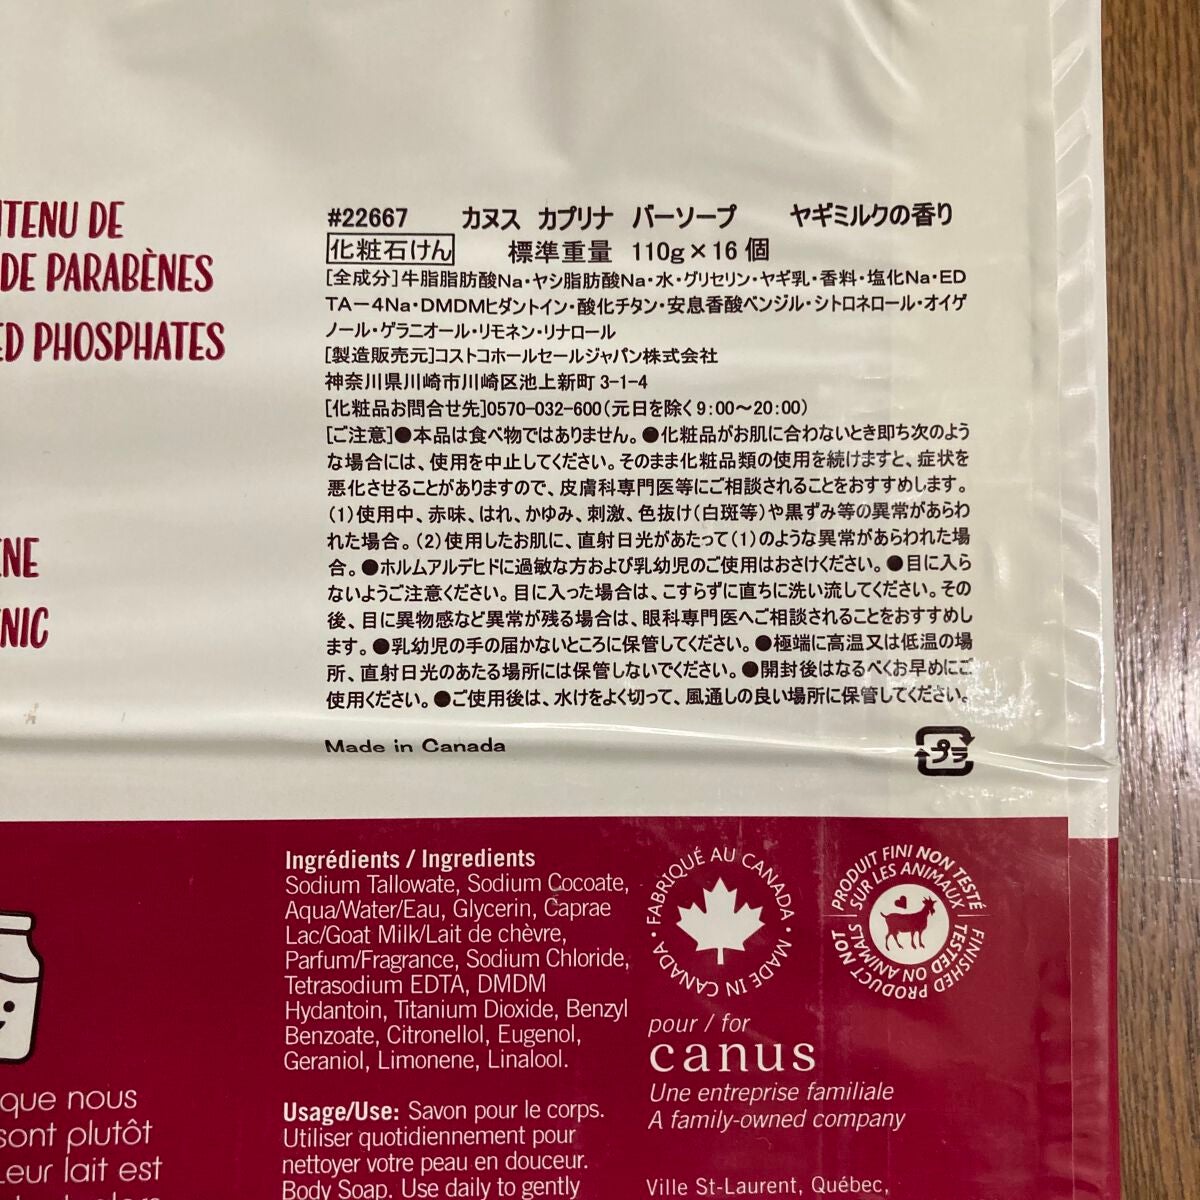 NTENU DE
DE PARABÈNES
ED PHOSPHATES
ENE
NIC
#22667 カヌス カプリナ バーソープ ヤギミルクの香り
化粧石けん 標準重量 110g×16個
[全成分]牛脂脂肪酸Na・ヤシ脂肪酸Na・水・グリセリン・ヤギ乳・香料・塩化Na・ED
TA－4Na・DMDMヒダントイン・酸化チタン・安息香酸ベンジル・シトロネロール・オイゲ
ノール・ゲラニオール・リモネン・リナロール
[製造販売元]コストコホールセールジャパン株式会社
神奈川県川崎市川崎区池上新町3-1-4
[化粧品お問合せ先]0570-032-600(元日を除く9:00～20:00)
[ご注意]●本品は食べ物ではありません。●化粧品がお肌に合わないとき即ち次のよう
な場合には、使用を中止してください。そのまま化粧品類の使用を続けますと、症状を
悪化させることがありますので、皮膚科専門医等にご相談されることをおすすめします。
(1)使用中、赤味、はれ、かゆみ、刺激、色抜け(白斑等)や黒ずみ等の異常があらわ
れた場合。(2)使用したお肌に、直射日光があたって(1)のような異常があらわれた場
合。●ホルムアルデヒドに過敏な方および乳幼児のご使用はおさけください。●目に入ら
ないようご注意ください。目に入った場合は、こすらずに直ちに洗い流してください。その
後、目に異物感など異常が残る場合は、眼科専門医へご相談されることをおすすめし
ます。●乳幼児の手の届かないところに保管してください。●極端に高温又は低温の場
所、直射日光のあたる場所には保管しないでください。●開封後はなるべくお早めにご
使用ください。●ご使用後は、水けをよく切って、風通しの良い場所に保管してください。
Made in Canada
プラ
Ingrédients / Ingredients
Sodium Tallowate, Sodium Cocoate,
Aqua/Water/Eau, Glycerin, Caprae
Lac/Goat Milk/Lait de chèvre,
Parfum/Fragrance, Sodium Chloride,
Tetrasodium EDTA, DMDM
Hydantoin, Titanium Dioxide, Benzyl
Benzoate, Citronellol, Eugenol,
Geraniol, Limonene, Linalool.
Usage/Use: Savon pour le corps.
Utiliser quotidiennement pour
nettoyer votre peau en douceur.
Body Soap. Use daily to gently
FABRIQUÉ AU CANADA • MADE IN CANADA •
PRODUIT FINI NON TESTÉ
SUR LES ANIMAUX
FINISHED PRODUCT NOT
TESTED ON ANIMALS
pour / for
canus
Une entreprise familiale
A family-owned company
Ville St-Laurent, Québec,
que nous
sont plutôt
Leur lait est